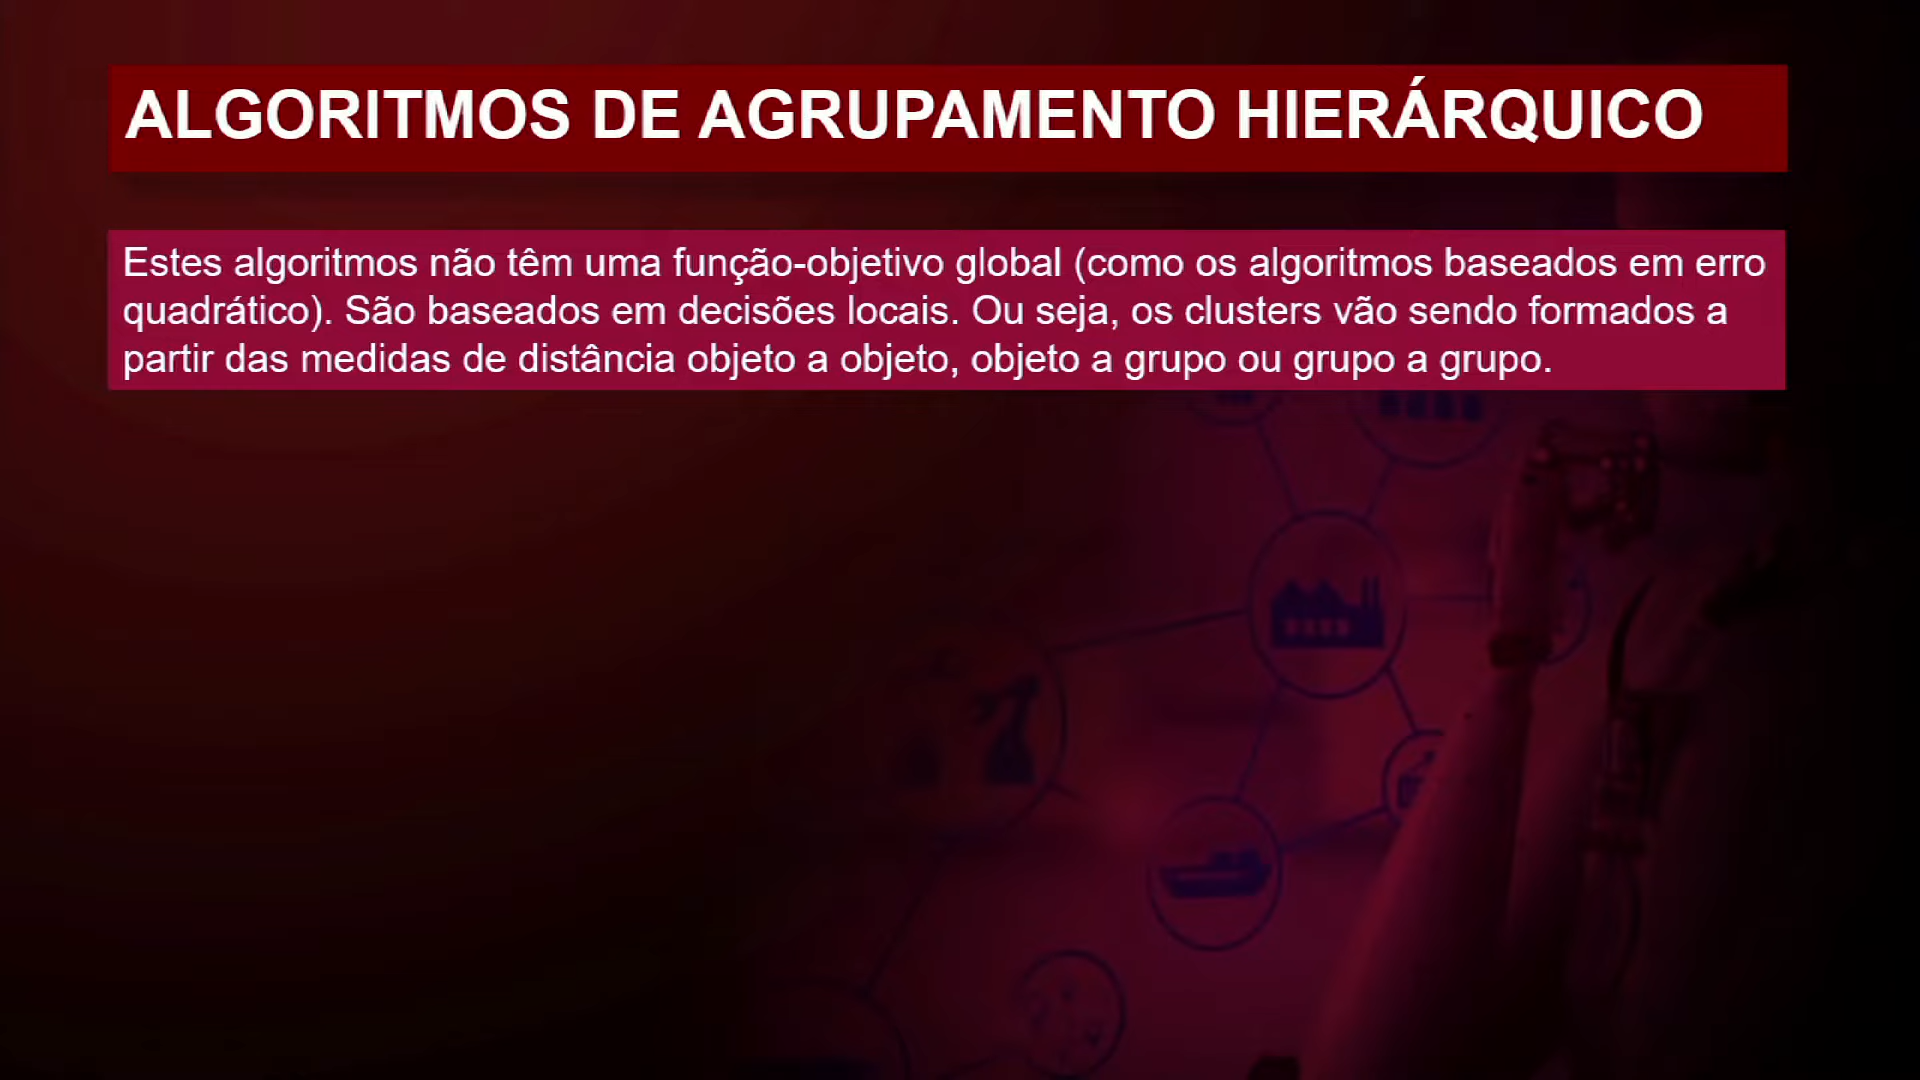 ALGORITMOS DE AGRUPAMENTO HIERÁRQUICO
Estes algoritmos não têm uma função-objetivo global (como os algoritmos baseados em erro
quadrático). São baseados em decisões locais. Ou seja, os clusters vão sendo formados a
partir das medidas de distância objeto a objeto, objeto a grupo ou grupo a grupo.